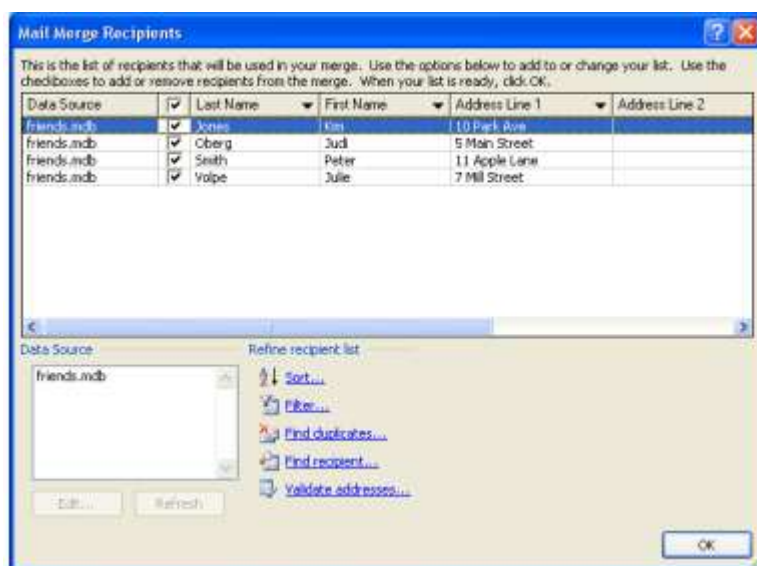 Mail Merge Recipients
This is the list of recipients that will be used in your merge. Use the options below to add to or change your list. Use the
checkboxes to add or remove recipients from the merge. When your list is ready, click OK.
Data Source Last Name First Name Address Line 1 Address Line 2
friends.mdb Jones Kim 10 Park Ave
friends.mdb Oberg Judi 5 Main Street
friends.mdb Smith Peter 11 Apple Lane
friends.mdb Volpe Julie 7 Mill Street
Data Source Refine recipient list
friends.mdb Sort...
Filter...
Find duplicates...
Find recipient...
Validate addresses...
Edit... Refresh
OK